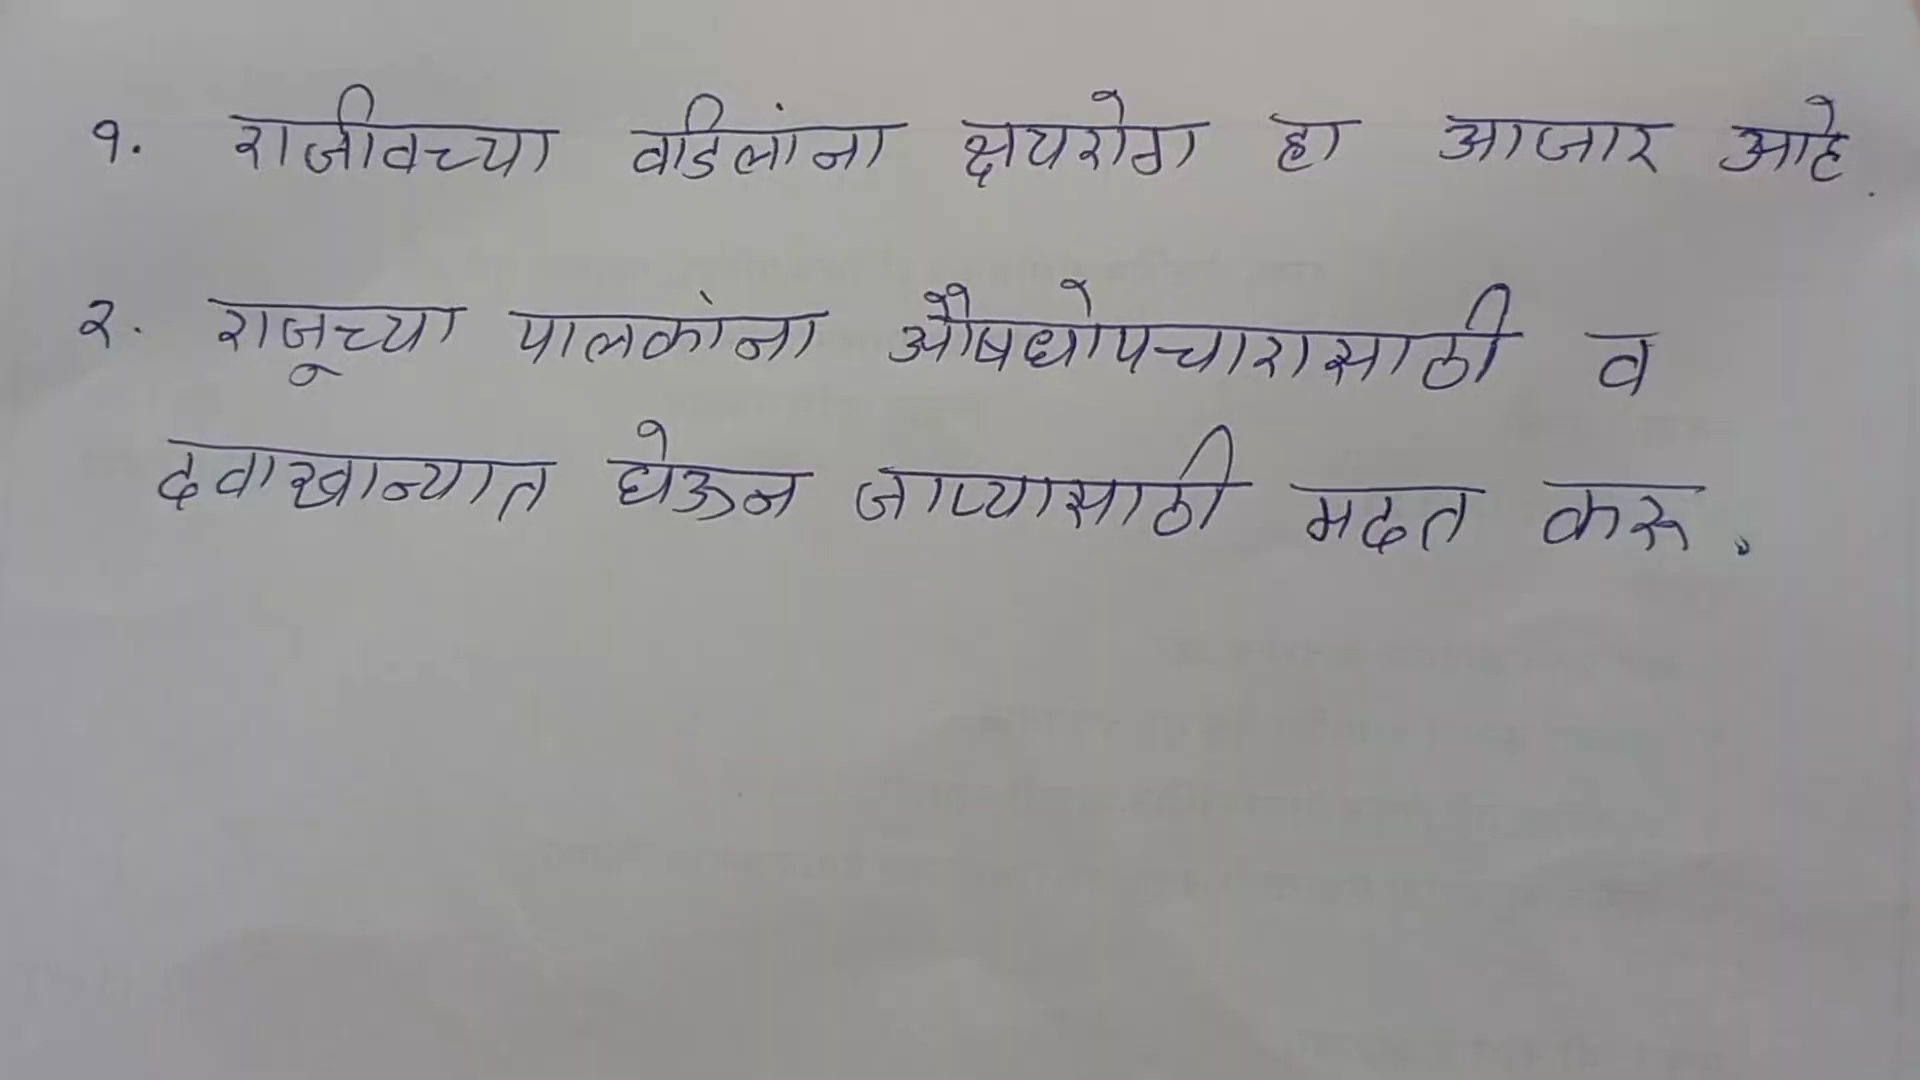 १. राजीवच्या वडिलांना क्षयरोग हा आजार आहे.
२. राजूच्या पालकांना औषधोपचारासाठी व
दवाखान्यात घेऊन जाण्यासाठी मदत करू.